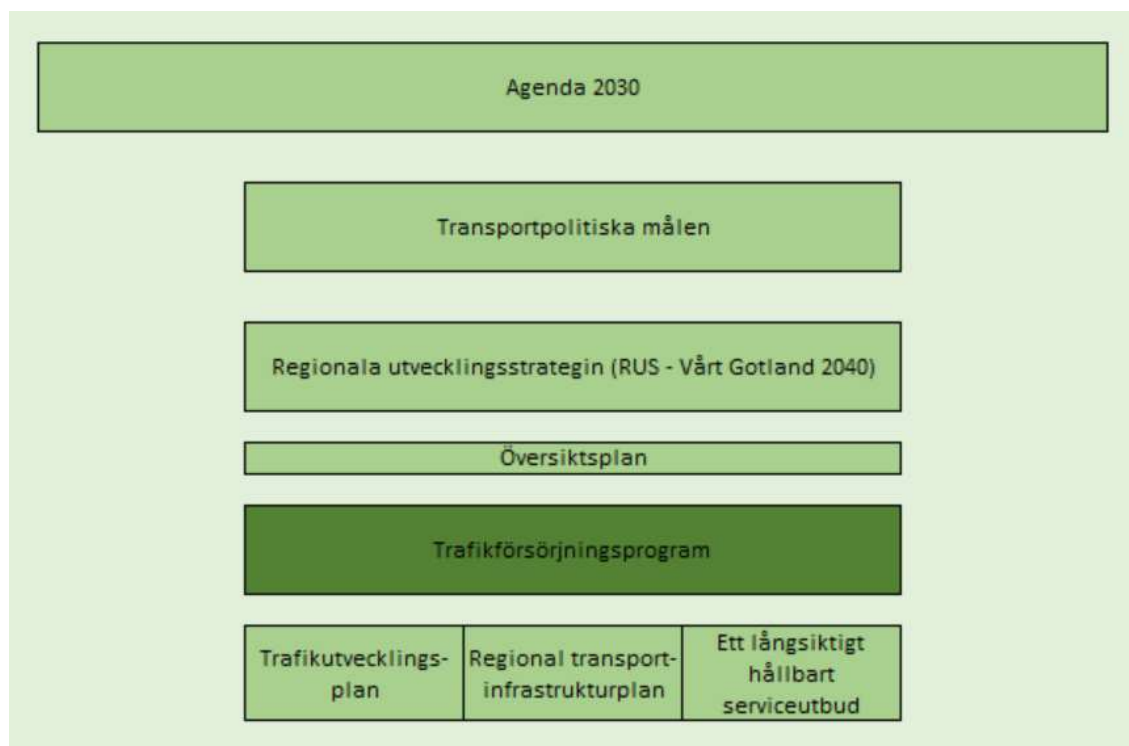 Agenda 2030
Transportpolitiska målen
Regionala utvecklingsstrategin (RUS - Vårt Gotland 2040)
Översiktsplan
Trafikförsörjningsprogram
Trafikutvecklings-
plan
Regional transport-
infrastrukturplan
Ett långsiktigt
hållbart
serviceutbud